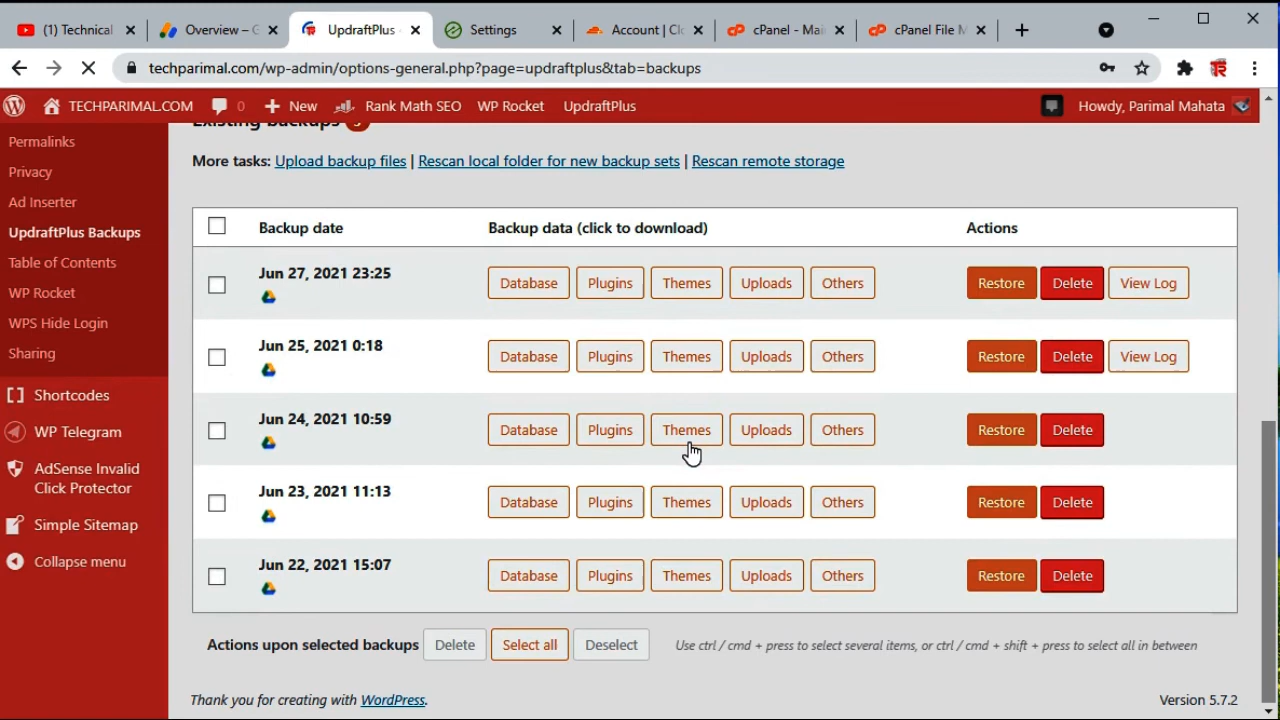 (1) Technical
Overview – G
UpdraftPlus
Settings
Account | Clo
cPanel - Mai
cPanel File M
techparimal.com/wp-admin/options-general.php?page=updraftplus&tab=backups
TECHPARIMAL.COM
0
New
Rank Math SEO
WP Rocket
UpdraftPlus
Howdy, Parimal Mahata
Permalinks
Privacy
Ad Inserter
UpdraftPlus Backups
Table of Contents
WP Rocket
WPS Hide Login
Sharing
Shortcodes
WP Telegram
AdSense Invalid
Click Protector
Simple Sitemap
Collapse menu
Existing backups
More tasks: Upload backup files | Rescan local folder for new backup sets | Rescan remote storage
Backup date Backup data (click to download) Actions
Jun 27, 2021 23:25 Database Plugins Themes Uploads Others Restore Delete View Log
Jun 25, 2021 0:18 Database Plugins Themes Uploads Others Restore Delete View Log
Jun 24, 2021 10:59 Database Plugins Themes Uploads Others Restore Delete
Jun 23, 2021 11:13 Database Plugins Themes Uploads Others Restore Delete
Jun 22, 2021 15:07 Database Plugins Themes Uploads Others Restore Delete
Actions upon selected backups Delete Select all Deselect Use ctrl / cmd + press to select several items, or ctrl / cmd + shift + press to select all in between
Thank you for creating with WordPress.
Version 5.7.2